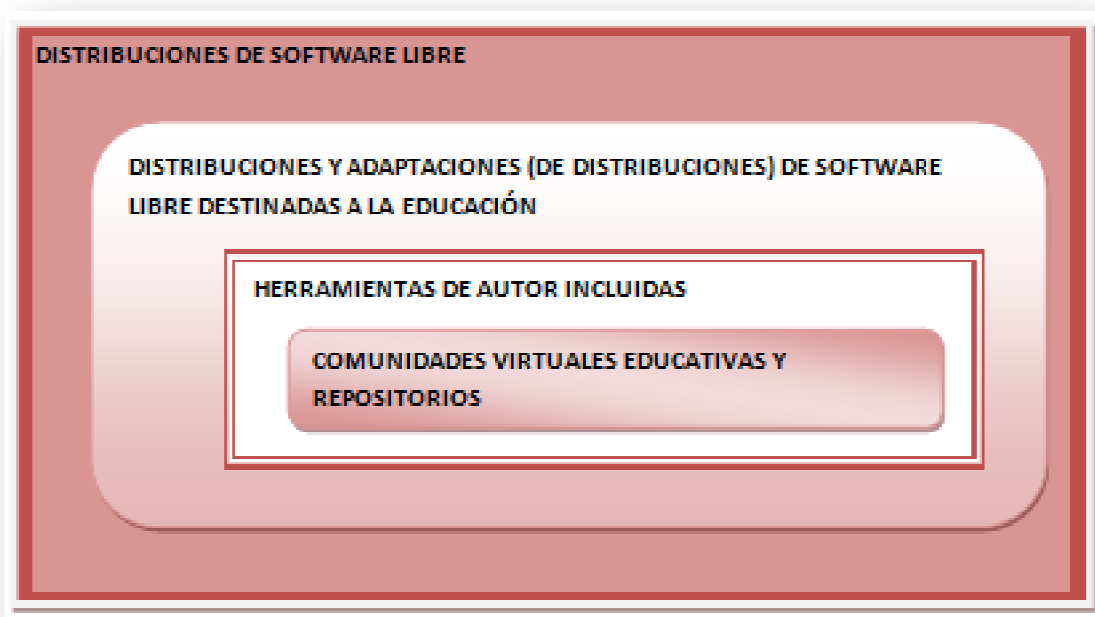 DISTRIBUCIONES DE SOFTWARE LIBRE
DISTRIBUCIONES Y ADAPTACIONES (DE DISTRIBUCIONES) DE SOFTWARE
LIBRE DESTINADAS A LA EDUCACIÓN
HERRAMIENTAS DE AUTOR INCLUIDAS
COMUNIDADES VIRTUALES EDUCATIVAS Y
REPOSITORIOS